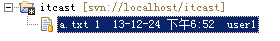 itcast [svn://localhost/itcast]
a.txt 1 13-12-24 下午6:52 user1